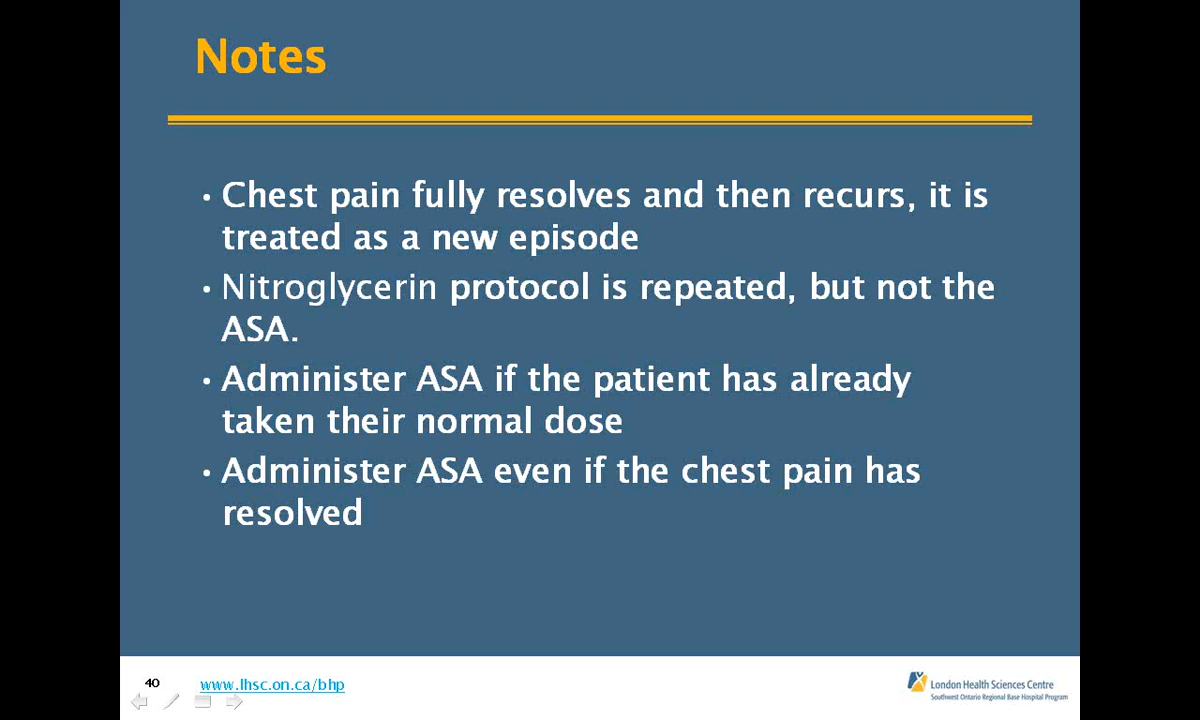 Notes
• Chest pain fully resolves and then recurs, it is
treated as a new episode
• Nitroglycerin protocol is repeated, but not the
ASA.
• Administer ASA if the patient has already
taken their normal dose
• Administer ASA even if the chest pain has
resolved
40
www.lhsc.on.ca/bhp
London Health Sciences Centre
Southwest Ontario Regional Base Hospital Program